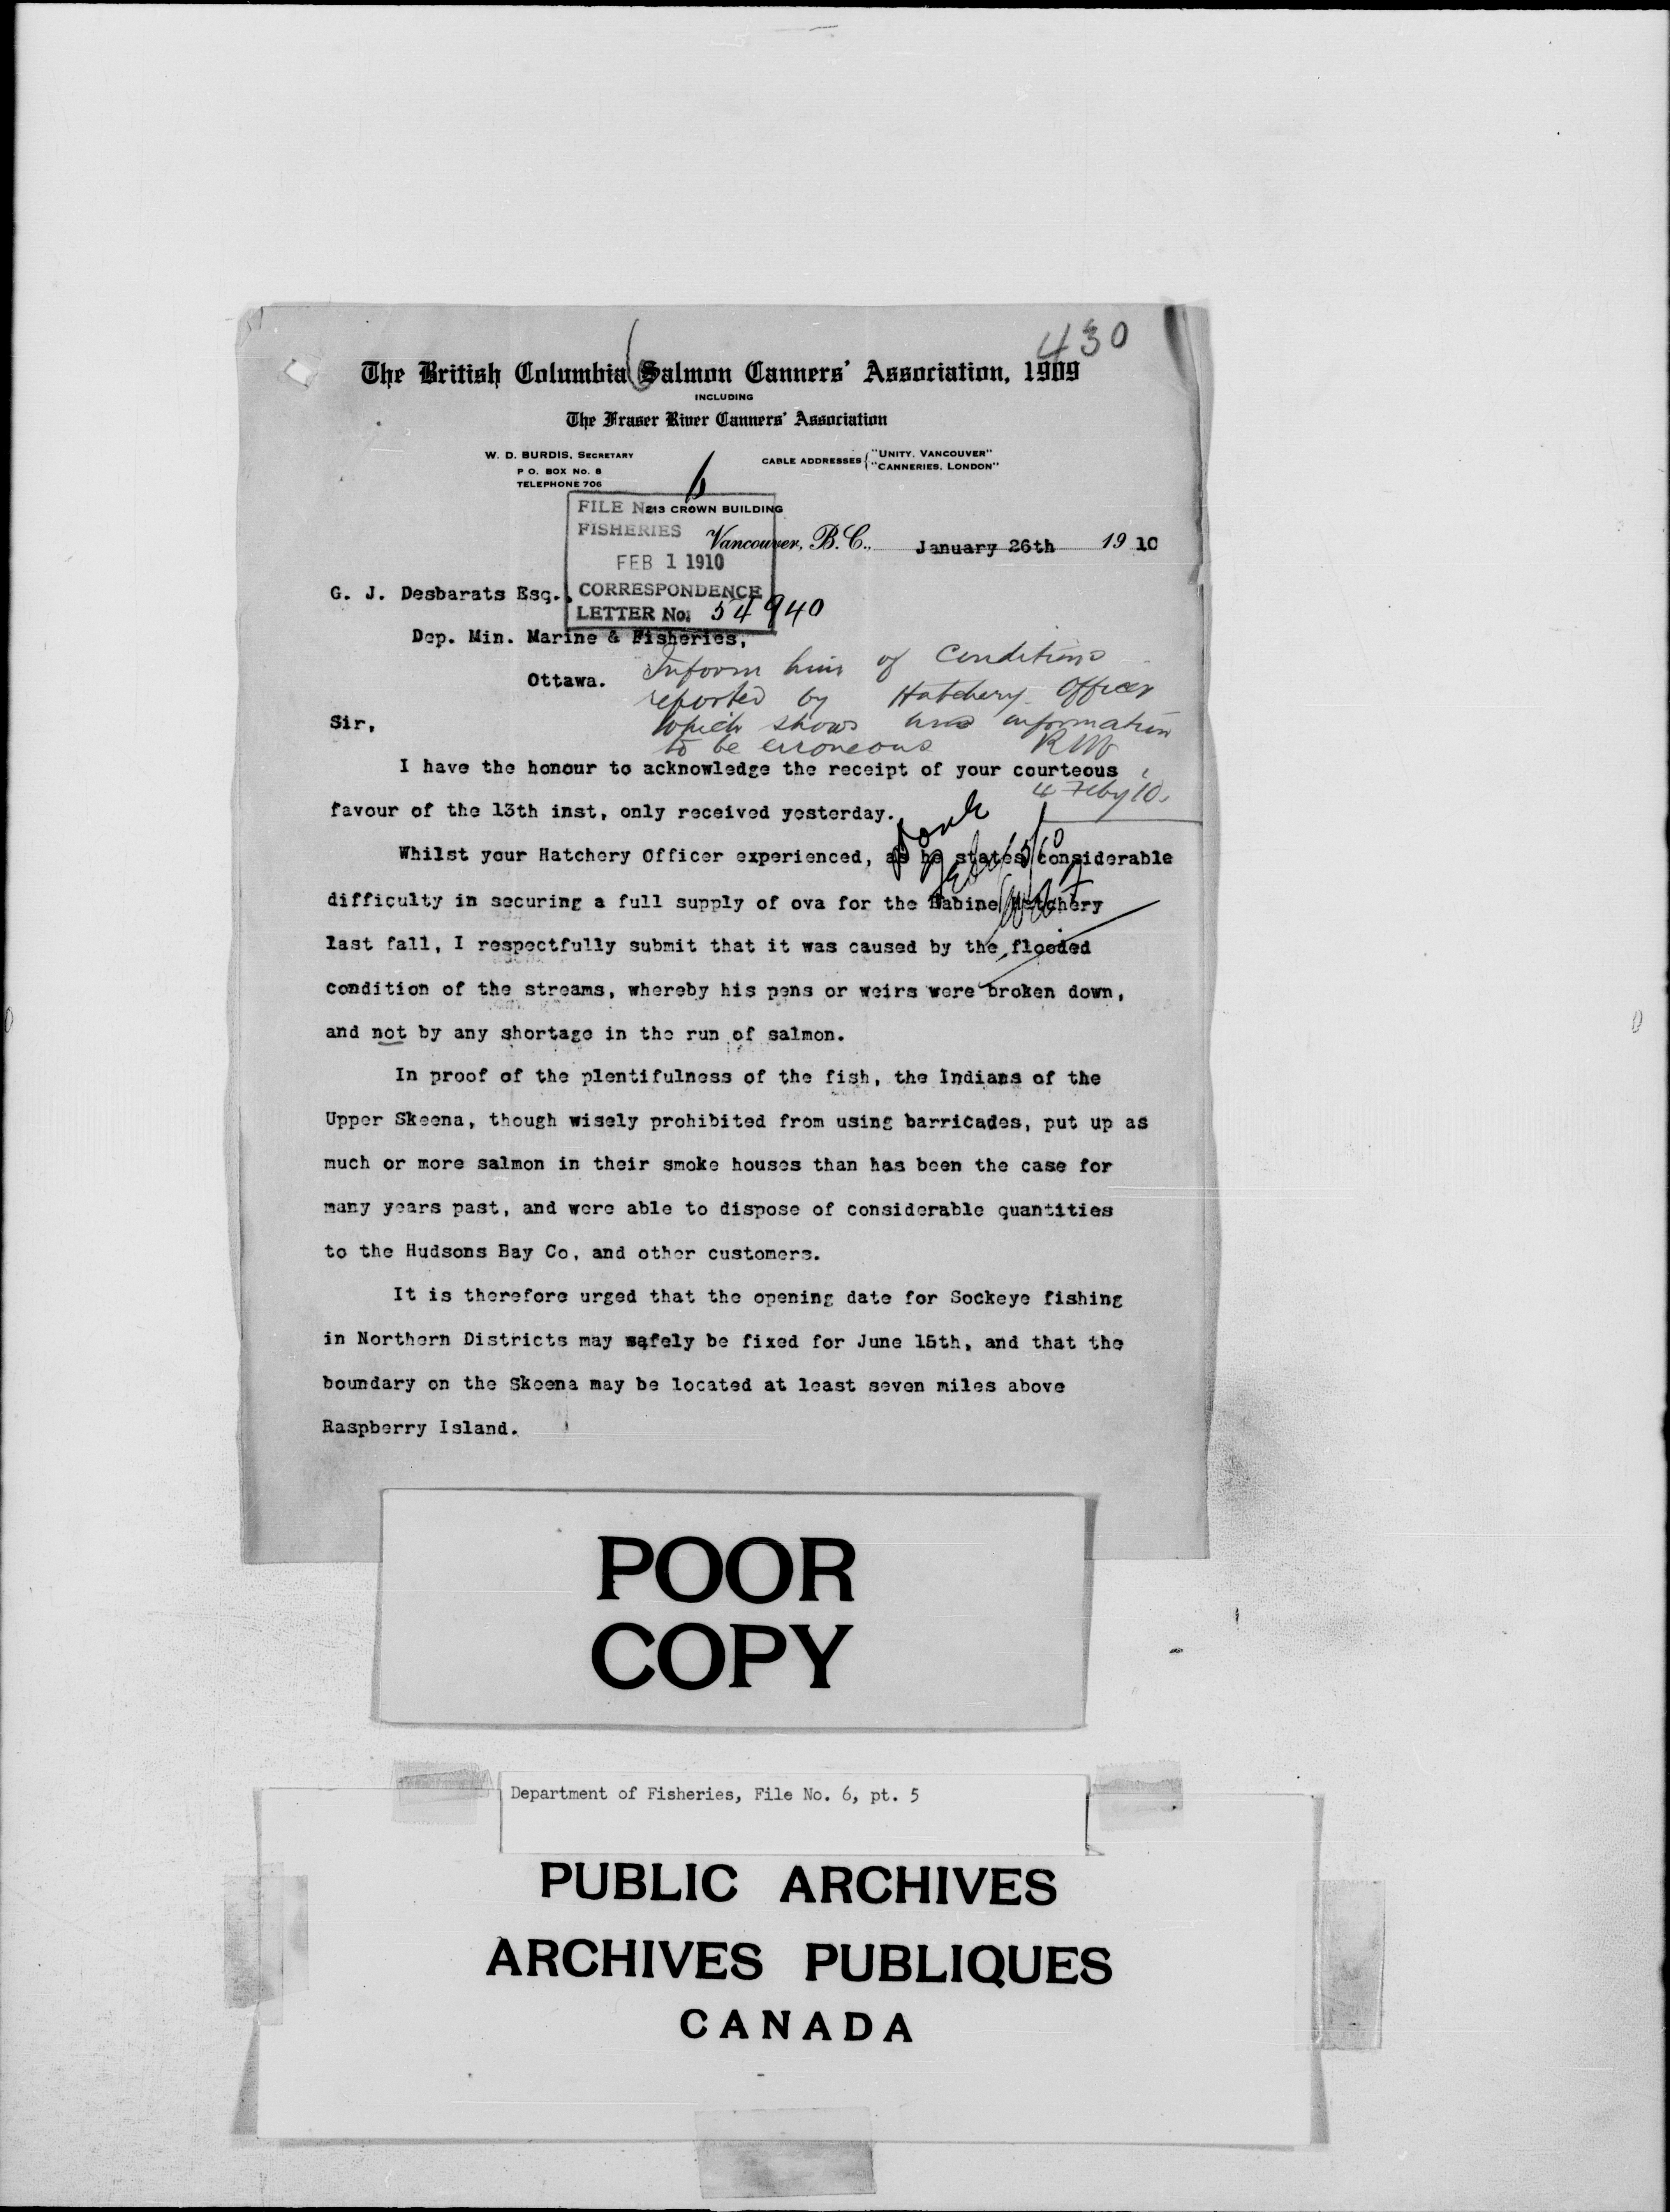 430
The British Columbia Salmon Canners' Association, 1909
INCLUDING
The Fraser River Canners' Association
W. D. BURDIS, SECRETARY
P O. BOX No. 8
TELEPHONE 706
CABLE ADDRESSES { "UNITY, VANCOUVER"
"CANNERIES, LONDON"
6
FILE No. 213 CROWN BUILDING
FISHERIES
Vancouver, B.C., January 26th 1910
FEB 1 1910
G. J. Desbarats Esq.,
CORRESPONDENCE
LETTER No. 54940
Dep. Min. Marine & Fisheries,
Ottawa.
Inform him of conditions
reported by Hatchery Officer
Sir,
which shows his information
to be erroneous
I have the honour to acknowledge the receipt of your courteous
4 Feby 10.
favour of the 13th inst, only received yesterday.
Done
Whilst your Hatchery Officer experienced, as he states, considerable
difficulty in securing a full supply of ova for the Babine Hatchery
last fall, I respectfully submit that it was caused by the flooded
condition of the streams, whereby his pens or weirs were broken down,
and not by any shortage in the run of salmon.
In proof of the plentifulness of the fish, the Indians of the
Upper Skeena, though wisely prohibited from using barricades, put up as
much or more salmon in their smoke houses than has been the case for
many years past, and were able to dispose of considerable quantities
to the Hudsons Bay Co, and other customers.
It is therefore urged that the opening date for Sockeye fishing
in Northern Districts may safely be fixed for June 15th, and that the
boundary on the Skeena may be located at least seven miles above
Raspberry Island.
POOR
COPY
Department of Fisheries, File No. 6, pt. 5
PUBLIC ARCHIVES
ARCHIVES PUBLIQUES
CANADA